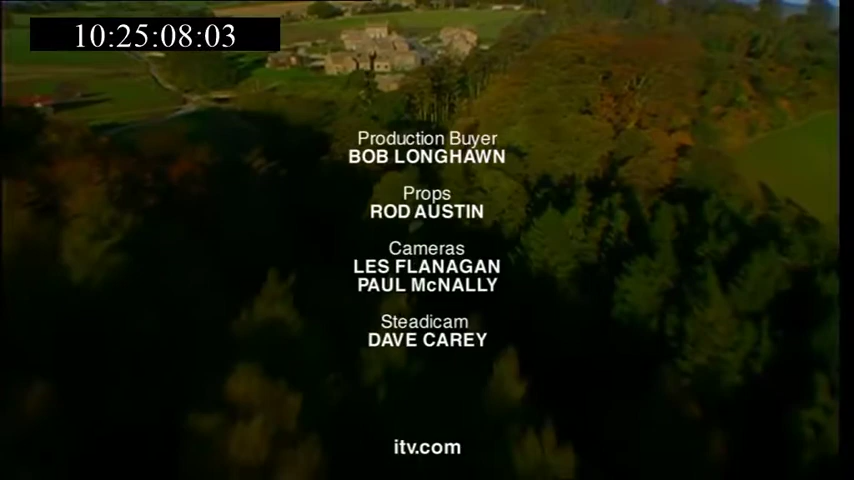 10:25:08:03
Production Buyer
BOB LONGHAWN
Props
ROD AUSTIN
Cameras
LES FLANAGAN
PAUL McNALLY
Steadicam
DAVE CAREY
itv.com